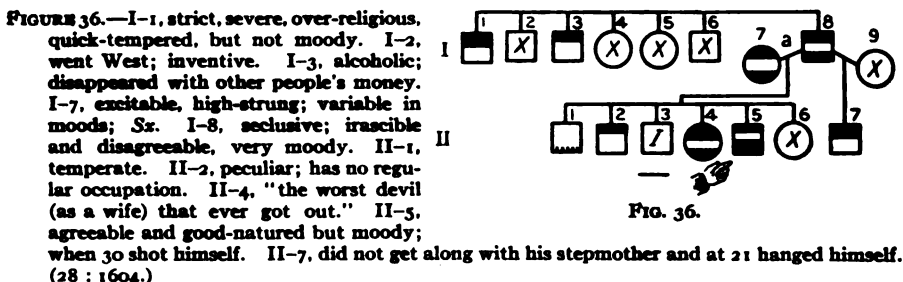 FIGURE 36.—I-1, strict, severe, over-religious,
quick-tempered, but not moody. I-2,
went West; inventive. I-3, alcoholic;
disappeared with other people's money.
I-7, excitable, high-strung; variable in
moods; Sx. I-8, seclusive; irascible
and disagreeable, very moody. II-1,
temperate. II-2, peculiar; has no regu-
lar occupation. II-4, "the worst devil
(as a wife) that ever got out." II-5,
agreeable and good-natured but moody;
when 30 shot himself. II-7, did not get along with his stepmother and at 21 hanged himself.
(28 : 1604.)
I
1 2 3 4 5 6 7 a 8 9
X X X X X
II
1 2 3 4 5 6 7
I X
FIG. 36.